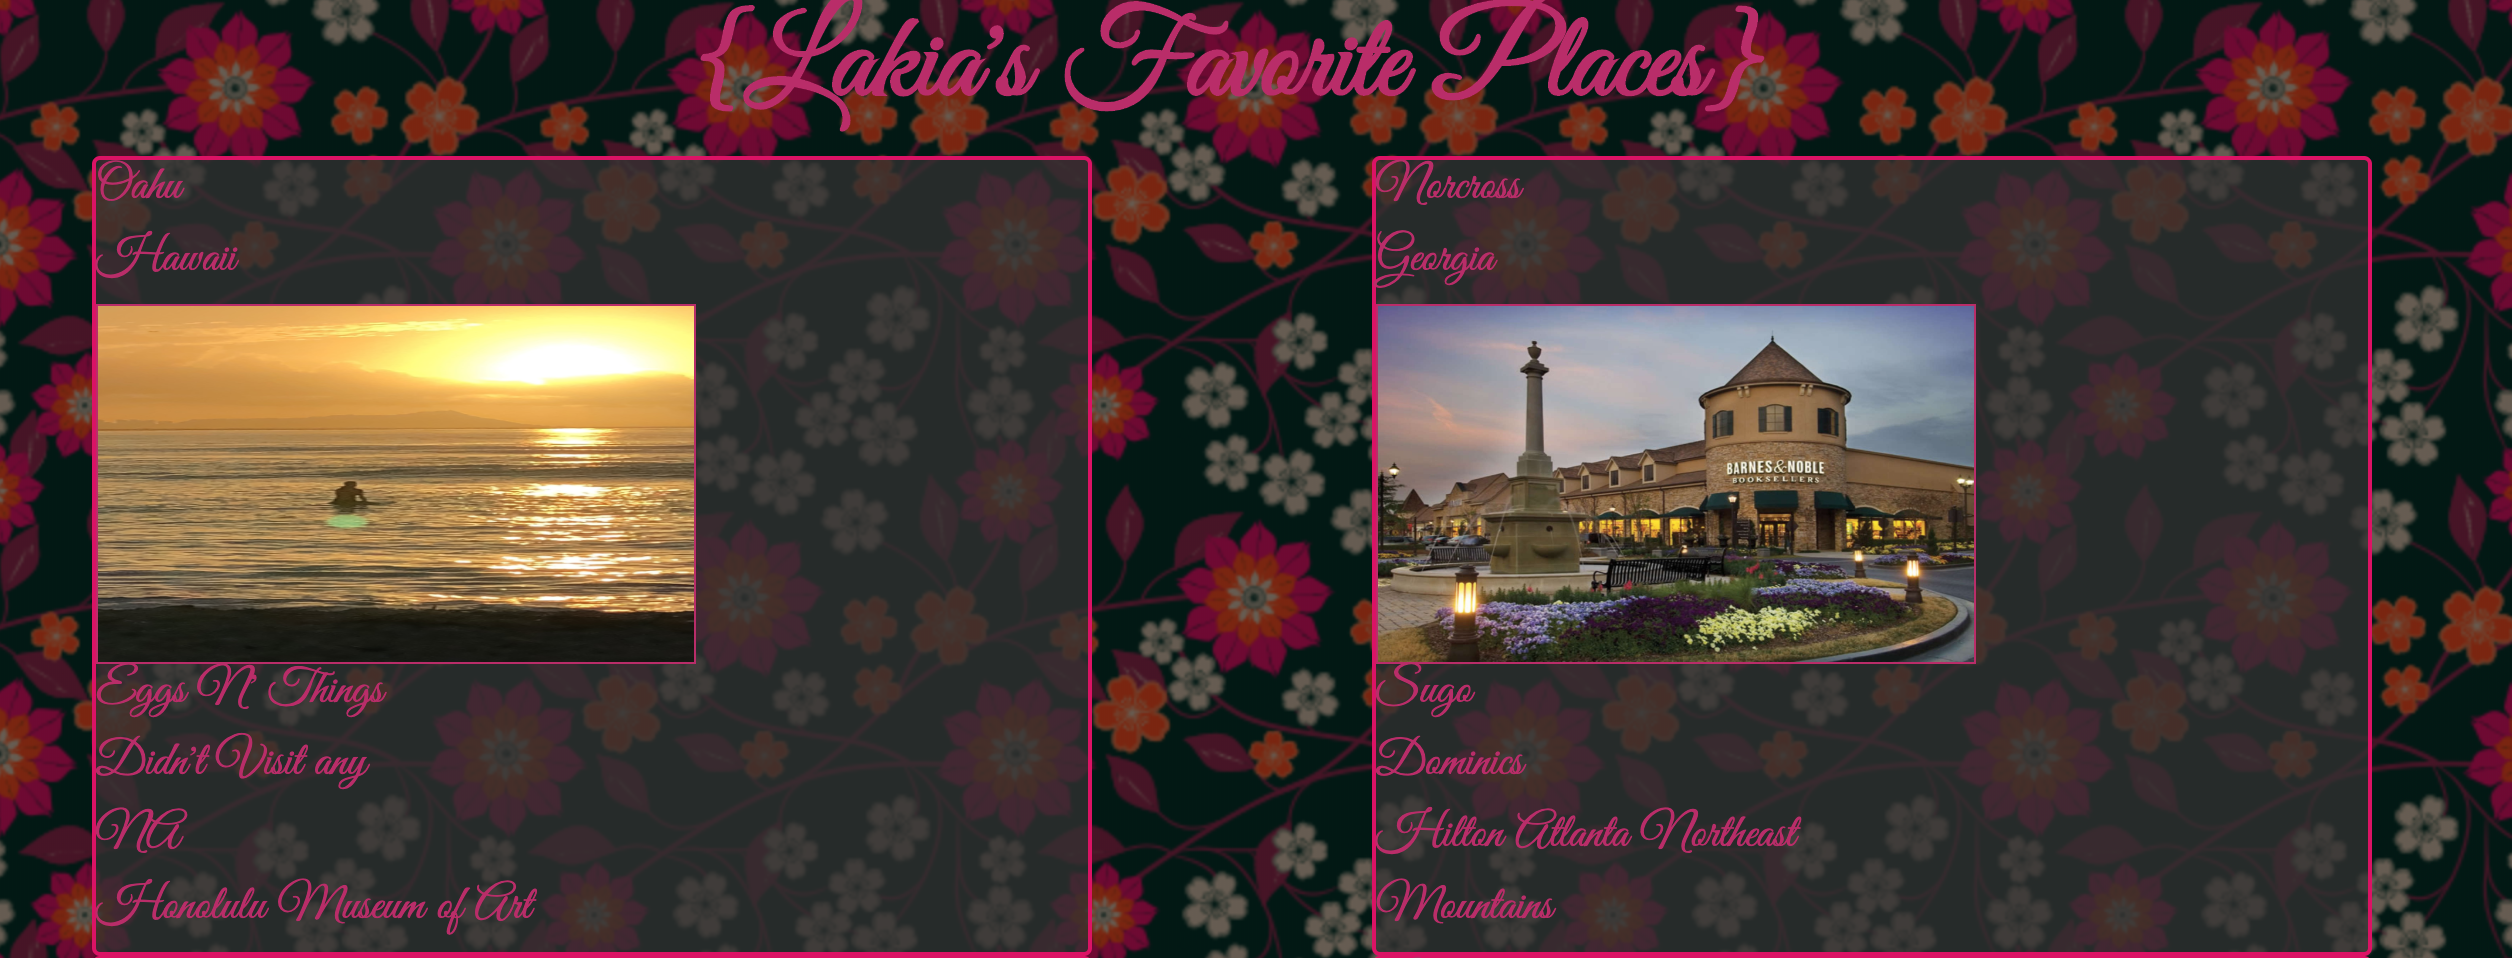 {Lakia's Favorite Places}
Oahu
Hawaii
Eggs N' Things
Didn't Visit any
NA
Honolulu Museum of Art
Norcross
Georgia
BARNES & NOBLE
BOOKSELLERS
Sugo
Dominics
Hilton Atlanta Northeast
Mountains